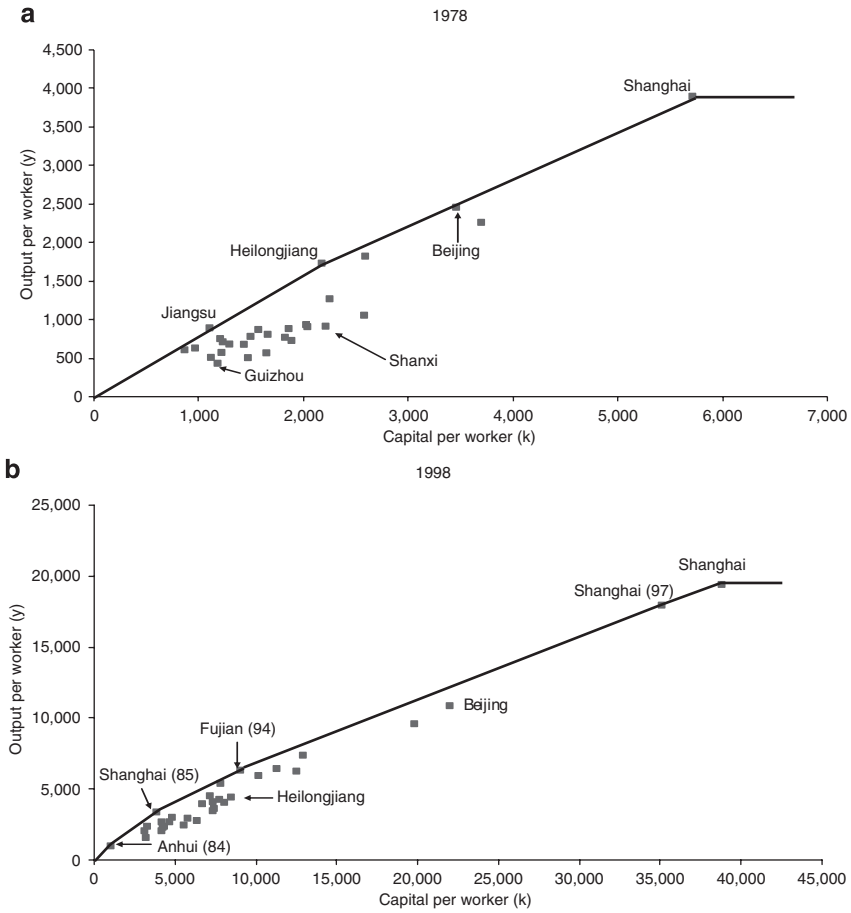 a
1978
4,500
4,000
3,500
3,000
2,500
2,000
1,500
1,000
500
0
Output per worker (y)
Shanghai
Heilongjiang
Beijing
Jiangsu
Shanxi
Guizhou
0 1,000 2,000 3,000 4,000 5,000 6,000 7,000
Capital per worker (k)
b
1998
25,000
20,000
15,000
10,000
5,000
0
Output per worker (y)
Shanghai
Shanghai (97)
Beijing
Fujian (94)
Shanghai (85)
Heilongjiang
Anhui (84)
0 5,000 10,000 15,000 20,000 25,000 30,000 35,000 40,000 45,000
Capital per worker (k)